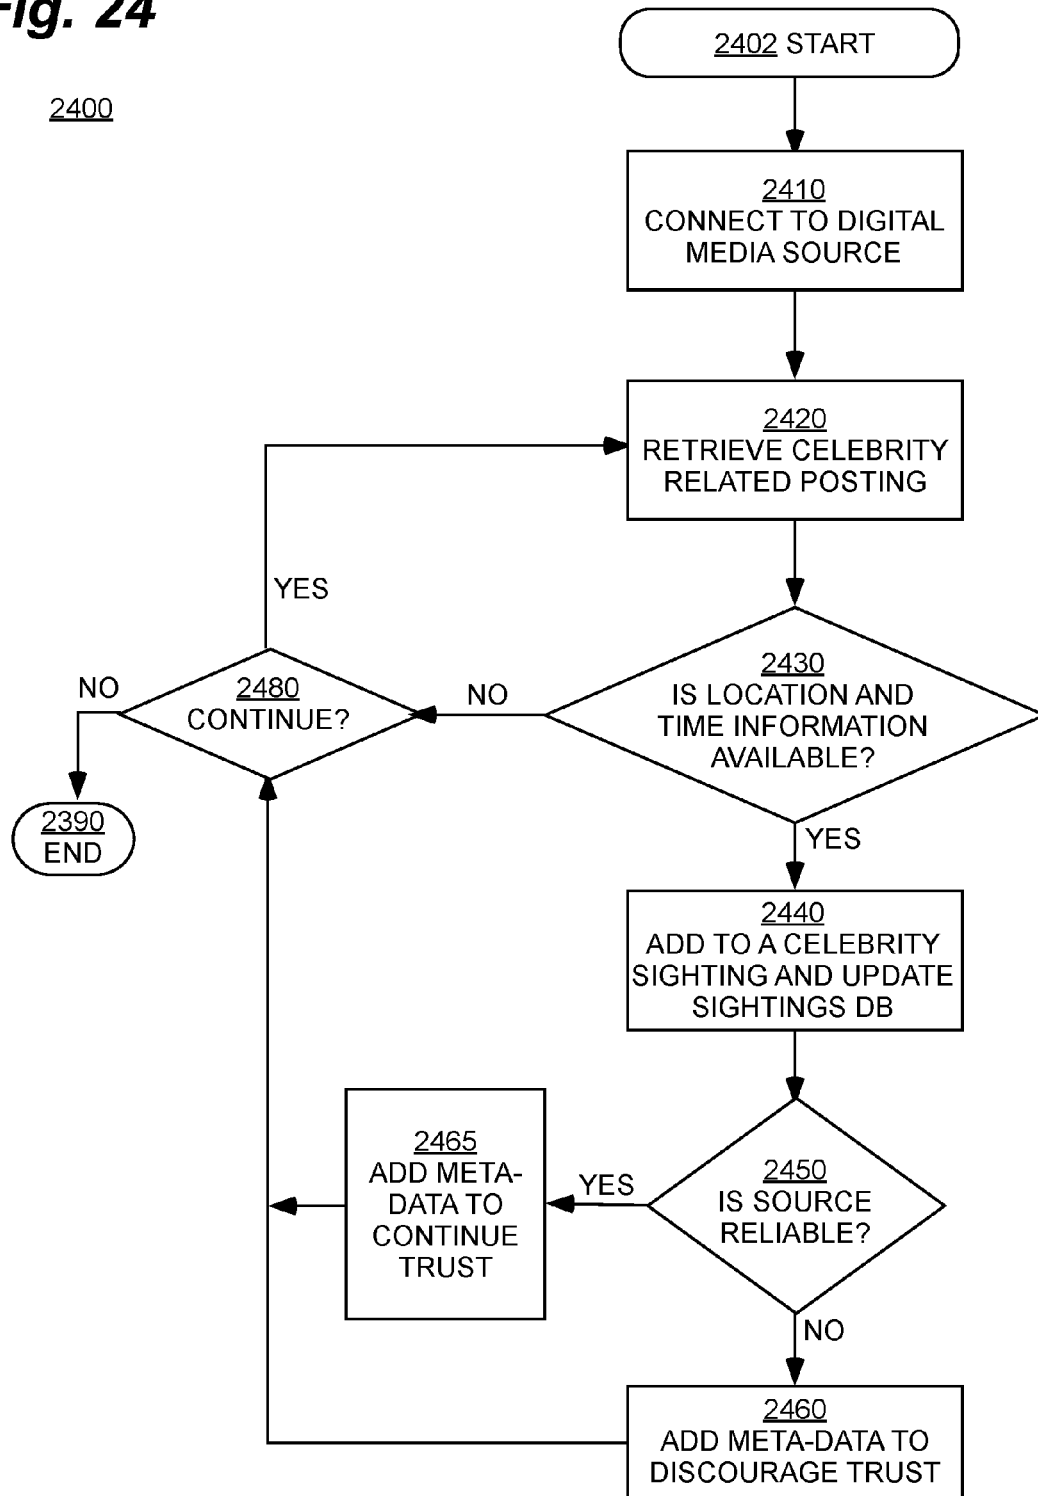 Fig. 24
2400
2402 START
2410
CONNECT TO DIGITAL
MEDIA SOURCE
2420
RETRIEVE CELEBRITY
RELATED POSTING
YES
2430
IS LOCATION AND
TIME INFORMATION
AVAILABLE?
NO
2480
CONTINUE?
NO
2390
END
YES
2440
ADD TO A CELEBRITY
SIGHTING AND UPDATE
SIGHTINGS DB
2450
IS SOURCE
RELIABLE?
YES
2465
ADD META-
DATA TO
CONTINUE
TRUST
NO
2460
ADD META-DATA TO
DISCOURAGE TRUST